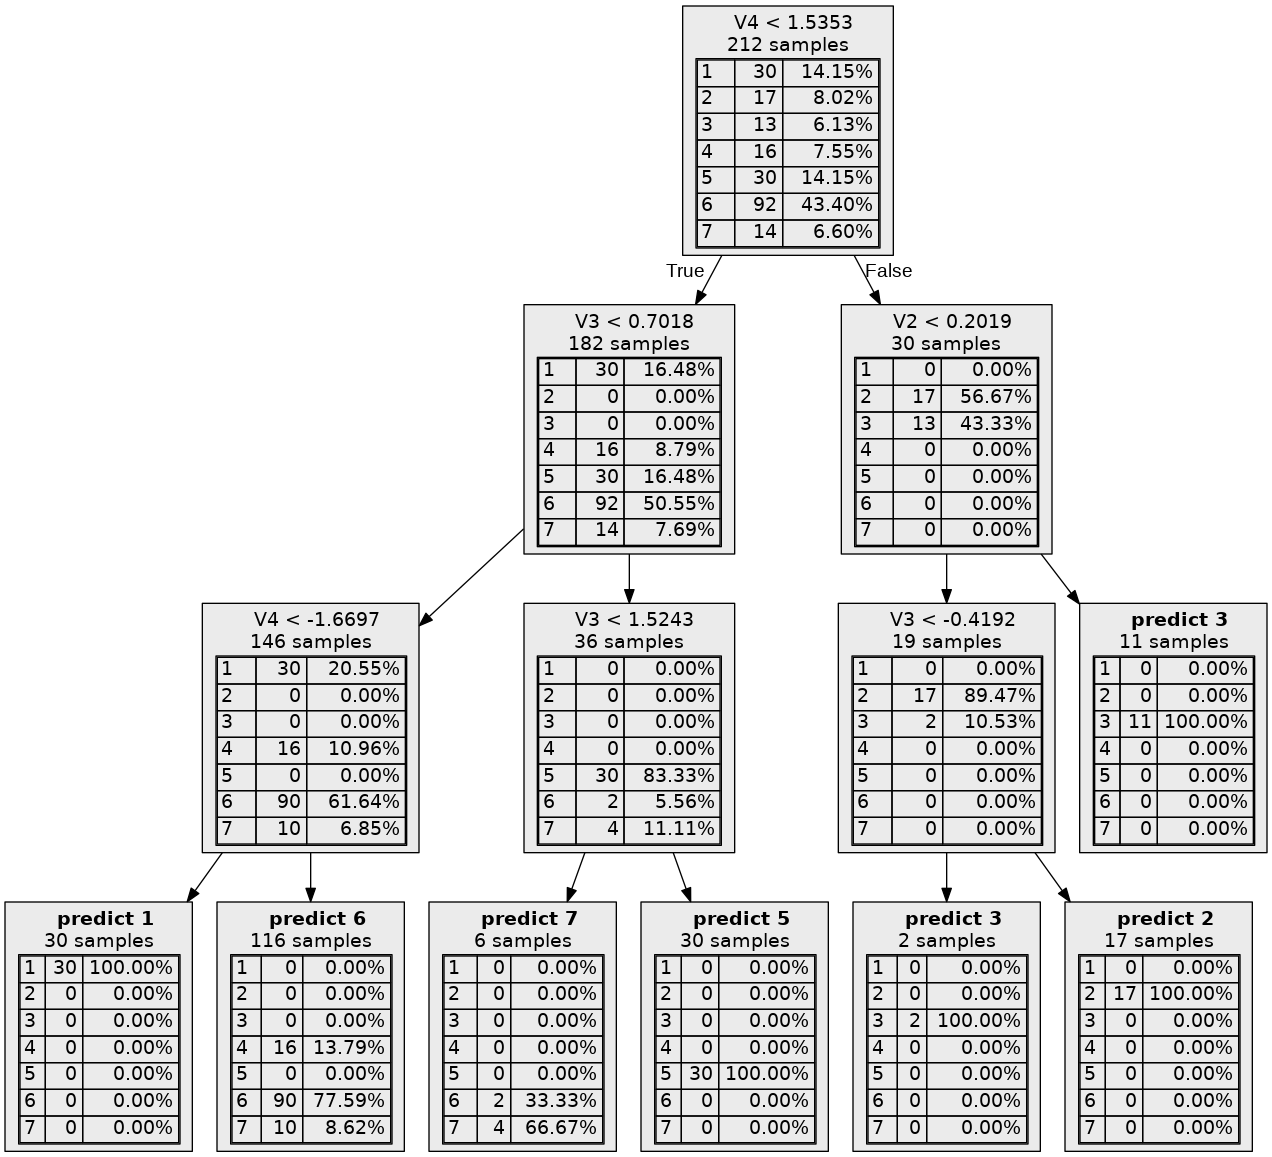 V4 < 1.5353
212 samples
1 30 14.15%
2 17 8.02%
3 13 6.13%
4 16 7.55%
5 30 14.15%
6 92 43.40%
7 14 6.60%
True
False
V3 < 0.7018
182 samples
1 30 16.48%
2 0 0.00%
3 0 0.00%
4 16 8.79%
5 30 16.48%
6 92 50.55%
7 14 7.69%
V2 < 0.2019
30 samples
1 0 0.00%
2 17 56.67%
3 13 43.33%
4 0 0.00%
5 0 0.00%
6 0 0.00%
7 0 0.00%
V4 < -1.6697
146 samples
1 30 20.55%
2 0 0.00%
3 0 0.00%
4 16 10.96%
5 0 0.00%
6 90 61.64%
7 10 6.85%
V3 < 1.5243
36 samples
1 0 0.00%
2 0 0.00%
3 0 0.00%
4 0 0.00%
5 30 83.33%
6 2 5.56%
7 4 11.11%
V3 < -0.4192
19 samples
1 0 0.00%
2 17 89.47%
3 2 10.53%
4 0 0.00%
5 0 0.00%
6 0 0.00%
7 0 0.00%
predict 3
11 samples
1 0 0.00%
2 0 0.00%
3 11 100.00%
4 0 0.00%
5 0 0.00%
6 0 0.00%
7 0 0.00%
predict 1
30 samples
1 30 100.00%
2 0 0.00%
3 0 0.00%
4 0 0.00%
5 0 0.00%
6 0 0.00%
7 0 0.00%
predict 6
116 samples
1 0 0.00%
2 0 0.00%
3 0 0.00%
4 16 13.79%
5 0 0.00%
6 90 77.59%
7 10 8.62%
predict 7
6 samples
1 0 0.00%
2 0 0.00%
3 0 0.00%
4 0 0.00%
5 0 0.00%
6 2 33.33%
7 4 66.67%
predict 5
30 samples
1 0 0.00%
2 0 0.00%
3 0 0.00%
4 0 0.00%
5 30 100.00%
6 0 0.00%
7 0 0.00%
predict 3
2 samples
1 0 0.00%
2 0 0.00%
3 2 100.00%
4 0 0.00%
5 0 0.00%
6 0 0.00%
7 0 0.00%
predict 2
17 samples
1 0 0.00%
2 17 100.00%
3 0 0.00%
4 0 0.00%
5 0 0.00%
6 0 0.00%
7 0 0.00%